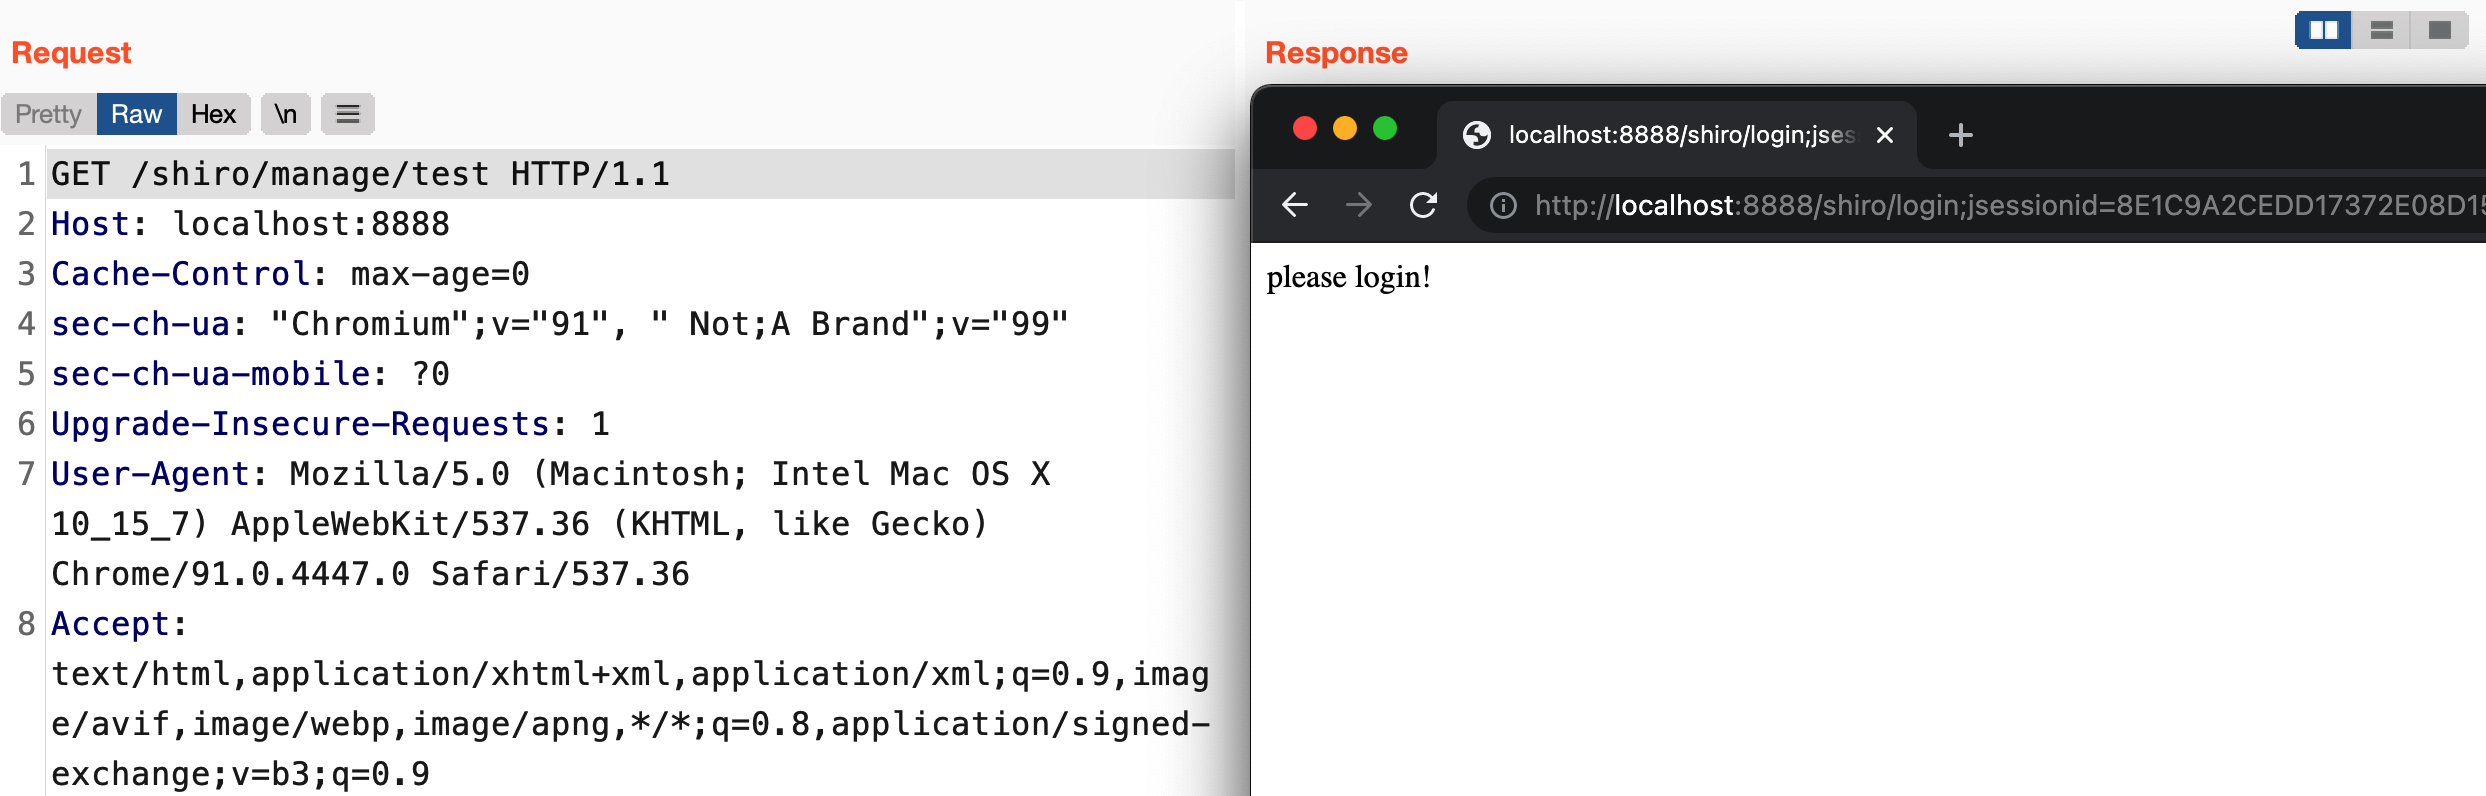 Request
Pretty Raw Hex \n
1 GET /shiro/manage/test HTTP/1.1
2 Host: localhost:8888
3 Cache-Control: max-age=0
4 sec-ch-ua: "Chromium";v="91", " Not;A Brand";v="99"
5 sec-ch-ua-mobile: ?0
6 Upgrade-Insecure-Requests: 1
7 User-Agent: Mozilla/5.0 (Macintosh; Intel Mac OS X
10_15_7) AppleWebKit/537.36 (KHTML, like Gecko)
Chrome/91.0.4447.0 Safari/537.36
8 Accept:
text/html,application/xhtml+xml,application/xml;q=0.9,imag
e/avif,image/webp,image/apng,*/*;q=0.8,application/signed-
exchange;v=b3;q=0.9
Response
localhost:8888/shiro/login;jses
http://localhost:8888/shiro/login;jsessionid=8E1C9A2CEDD17372E08D15
please login!